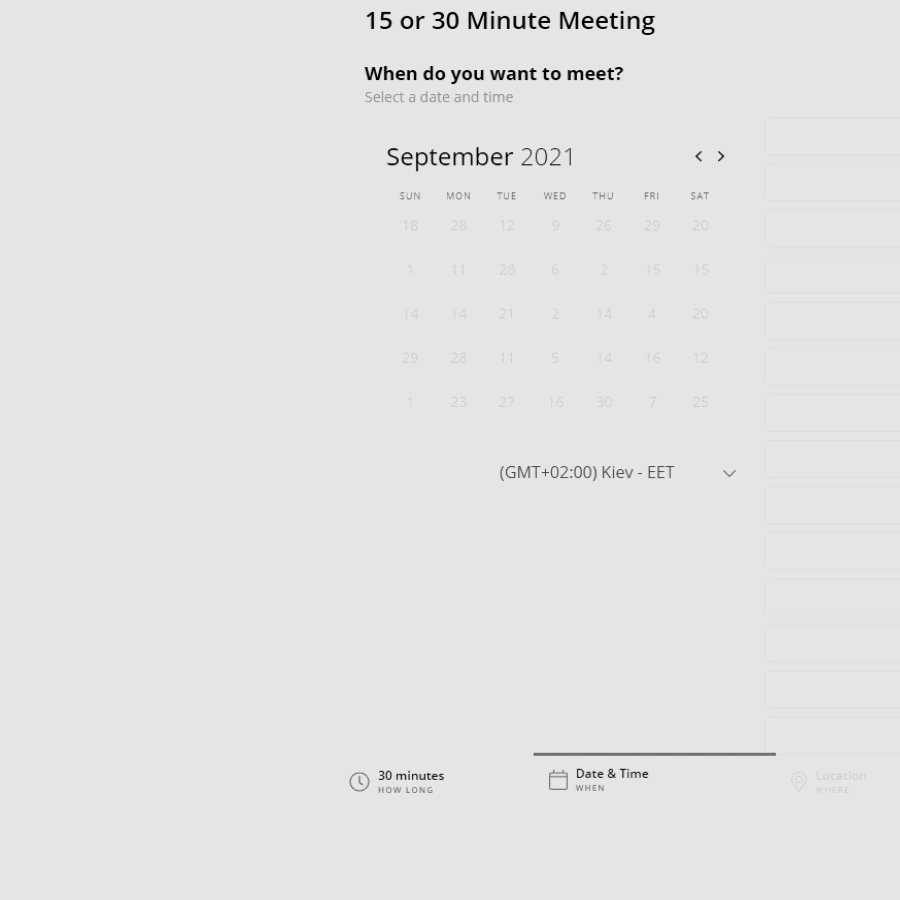 15 or 30 Minute Meeting
When do you want to meet?
Select a date and time
September 2021
SUN MON TUE WED THU FRI SAT
18 28 12 9 26 29 20
1 11 28 6 2 15 15
14 14 21 2 14 4 20
29 28 11 5 14 16 12
1 23 27 16 30 7 25
(GMT+02:00) Kiev - EET
30 minutes
HOW LONG
Date & Time
WHEN
Location
WHERE